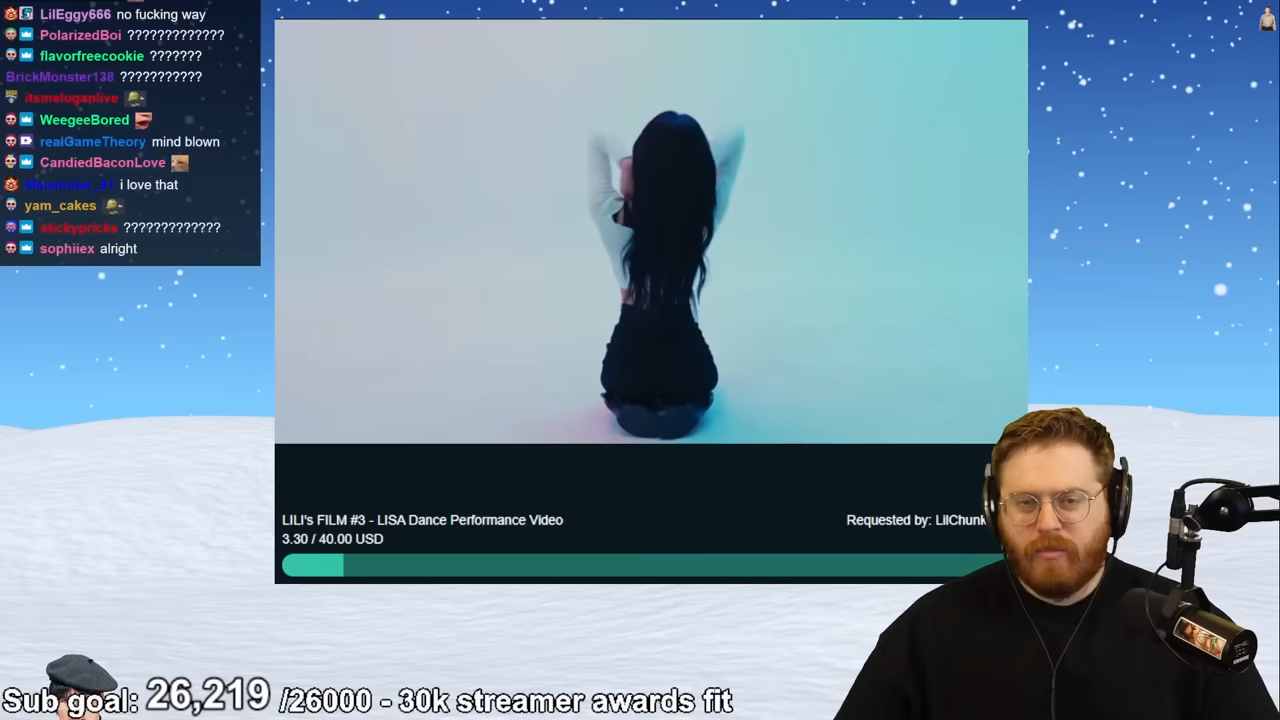 LilEggy666 no fucking way
PolarizedBoi ?????????????
flavorfreecookie ???????
BrickMonster138 ???????????
itsmeloganlive
WeegeeBored
realGameTheory mind blown
CandiedBaconLove
i love that
yam_cakes
stickypricks ?????????????
sophiiex alright
LILI's FILM #3 - LISA Dance Performance Video
Requested by: LilChunk
3.30 / 40.00 USD
Sub goal: 26,219 /26000 - 30k streamer awards fit